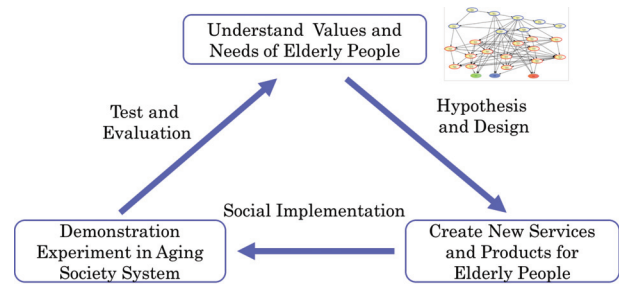 Understand Values and
Needs of Elderly People
Test and
Evaluation
Hypothesis
and Design
Social Implementation
Demonstration
Experiment in Aging
Society System
Create New Services
and Products for
Elderly People